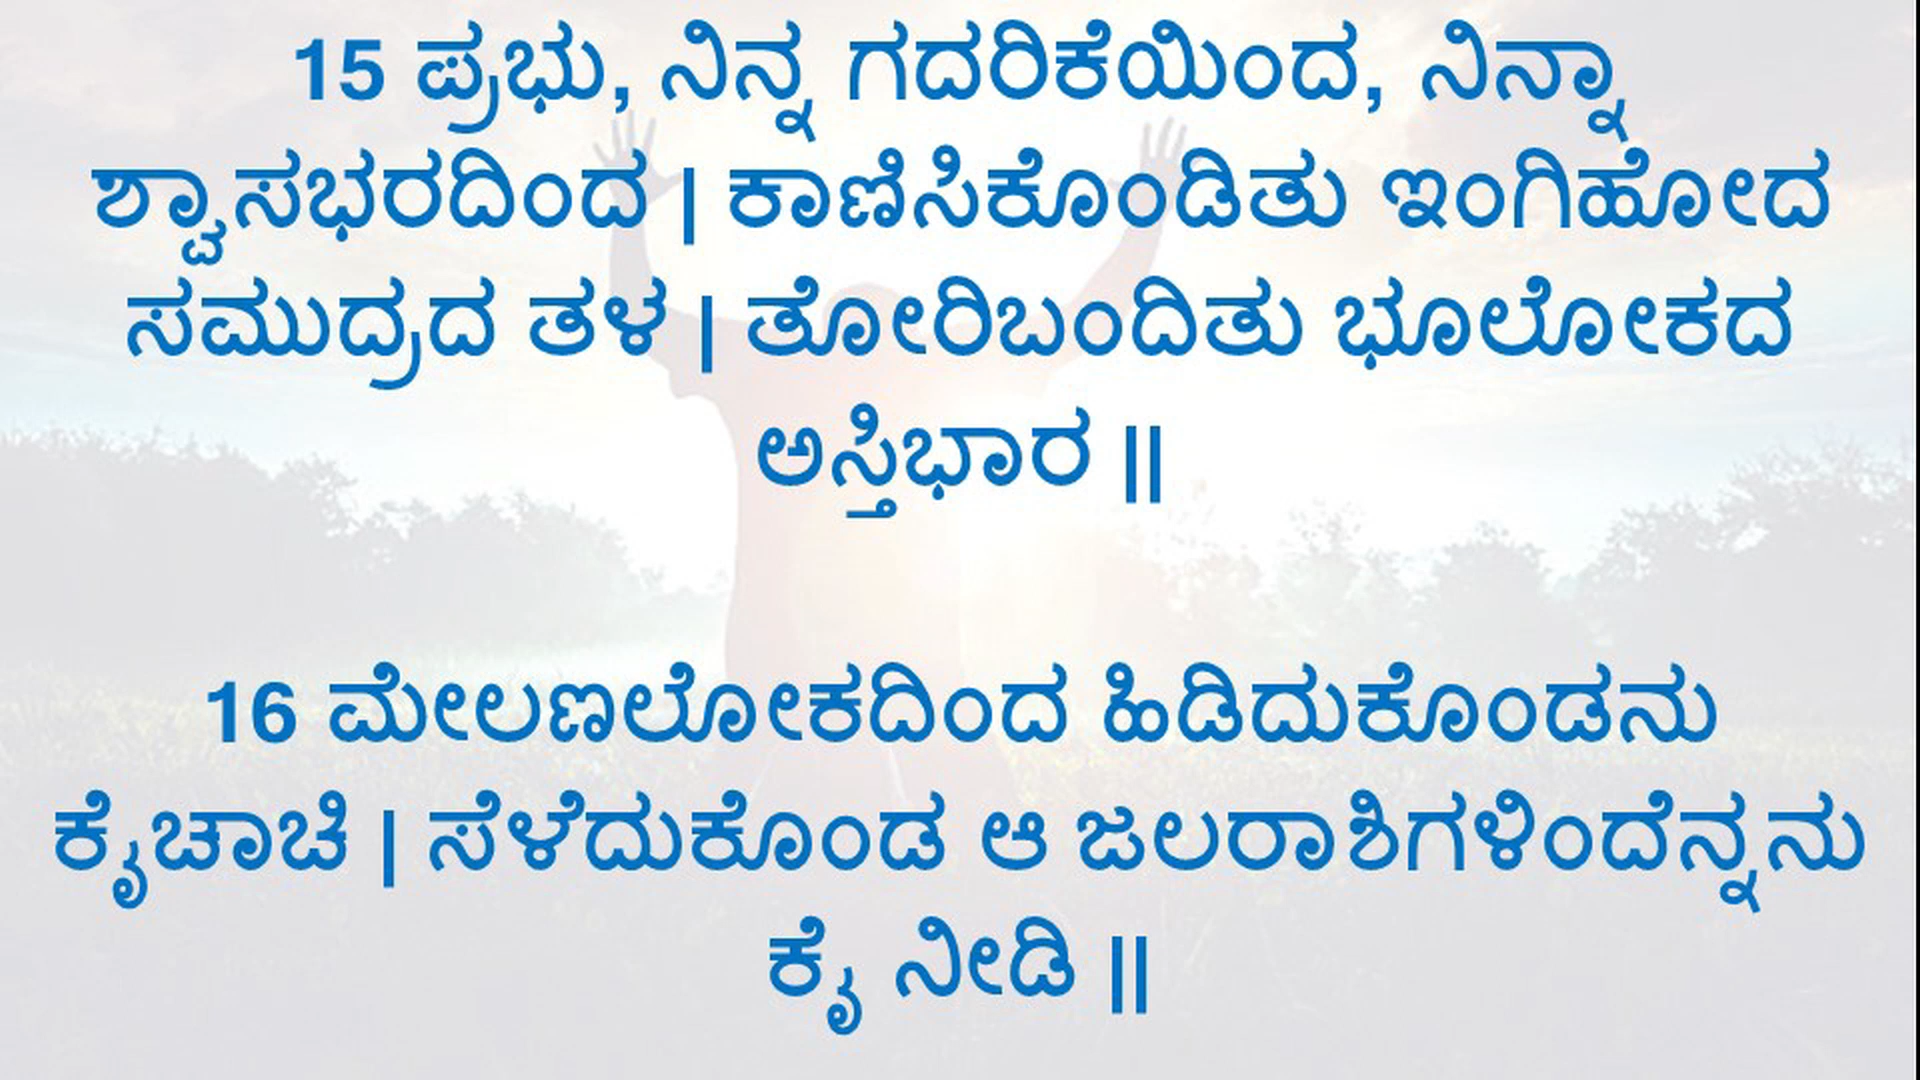 15 ಪ್ರಭು, ನಿನ್ನ ಗದರಿಕೆಯಿಂದ, ನಿನ್ನಾ
ಶ್ವಾಸಭರದಿಂದ | ಕಾಣಿಸಿಕೊಂಡಿತು ಇಂಗಿಹೋದ
ಸಮುದ್ರದ ತಳ | ತೋರಿಬಂದಿತು ಭೂಲೋಕದ
ಅಸ್ತಿಭಾರ ||
16 ಮೇಲಣಲೋಕದಿಂದ ಹಿಡಿದುಕೊಂಡನು
ಕೈಚಾಚಿ | ಸೆಳೆದುಕೊಂಡ ಆ ಜಲರಾಶಿಗಳಿಂದೆನ್ನನು
ಕೈ ನೀಡಿ ||